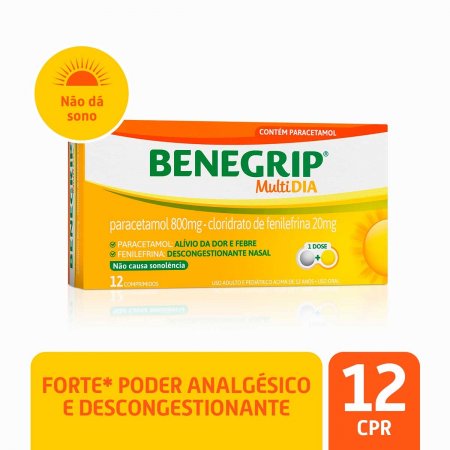 Não dá
sono
CONTÉM PARACETAMOL
BENEGRIP®
MultiDIA
paracetamol 800mg - cloridrato de fenilefrina 20mg
PARACETAMOL: ALÍVIO DA DOR E FEBRE
FENILEFRINA: DESCONGESTIONANTE NASAL
Não causa sonolência
1 DOSE
+
12 COMPRIMIDOS
USO ADULTO E PEDIÁTRICO ACIMA DE 12 ANOS - USO ORAL
FORTE* PODER ANALGÉSICO
E DESCONGESTIONANTE
12
CPR